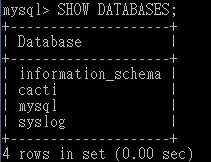 mysql> SHOW DATABASES;
+--------------------+
| Database           |
+--------------------+
| information_schema |
| cacti              |
| mysql              |
| syslog             |
+--------------------+
4 rows in set (0.00 sec)